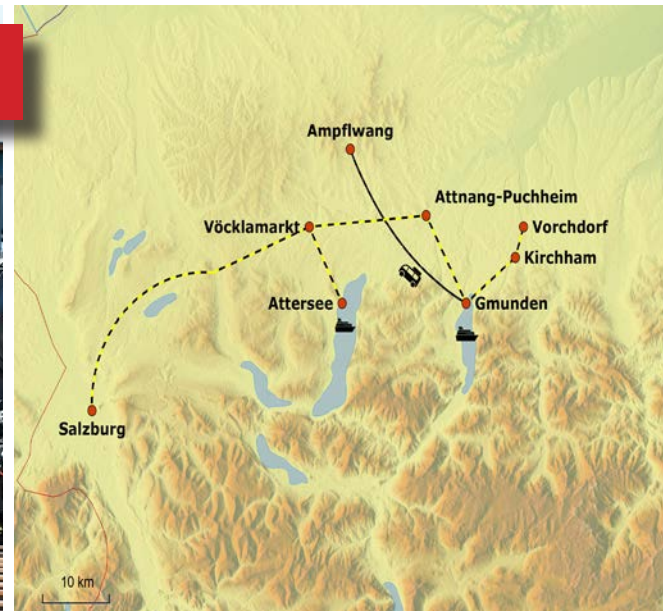 Ampflwang
Attnang-Puchheim
Vöcklamarkt
Vorchdorf
Kirchham
Attersee
Gmunden
Salzburg
10 km